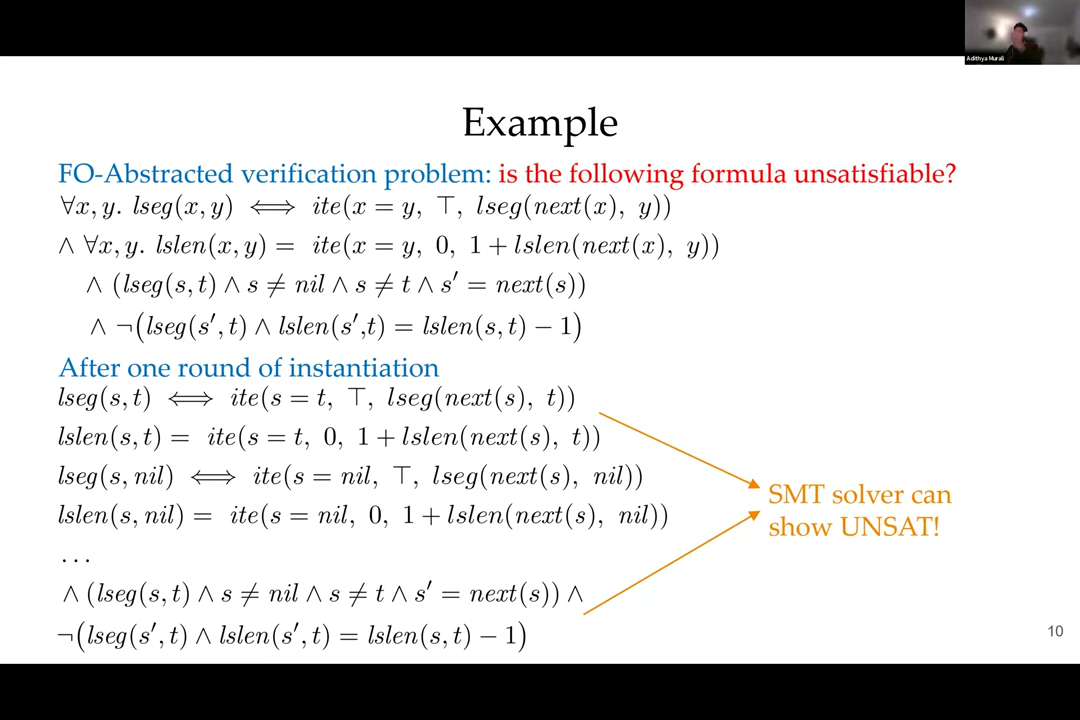 Adithya Murali
Example
FO-Abstracted verification problem: is the following formula unsatisfiable?
∀x, y. lseg(x, y) ⟺ ite(x = y, ⊤, lseg(next(x), y))
∧ ∀x, y. lslen(x, y) = ite(x = y, 0, 1 + lslen(next(x), y))
∧ (lseg(s, t) ∧ s ≠ nil ∧ s ≠ t ∧ s′ = next(s))
∧ ¬(lseg(s′, t) ∧ lslen(s′,t) = lslen(s, t) − 1)
After one round of instantiation
lseg(s, t) ⟺ ite(s = t, ⊤, lseg(next(s), t))
lslen(s, t) = ite(s = t, 0, 1 + lslen(next(s), t))
lseg(s, nil) ⟺ ite(s = nil, ⊤, lseg(next(s), nil))
lslen(s, nil) = ite(s = nil, 0, 1 + lslen(next(s), nil))
...
∧ (lseg(s, t) ∧ s ≠ nil ∧ s ≠ t ∧ s′ = next(s)) ∧
¬(lseg(s′, t) ∧ lslen(s′, t) = lslen(s, t) − 1)
SMT solver can
show UNSAT!
10